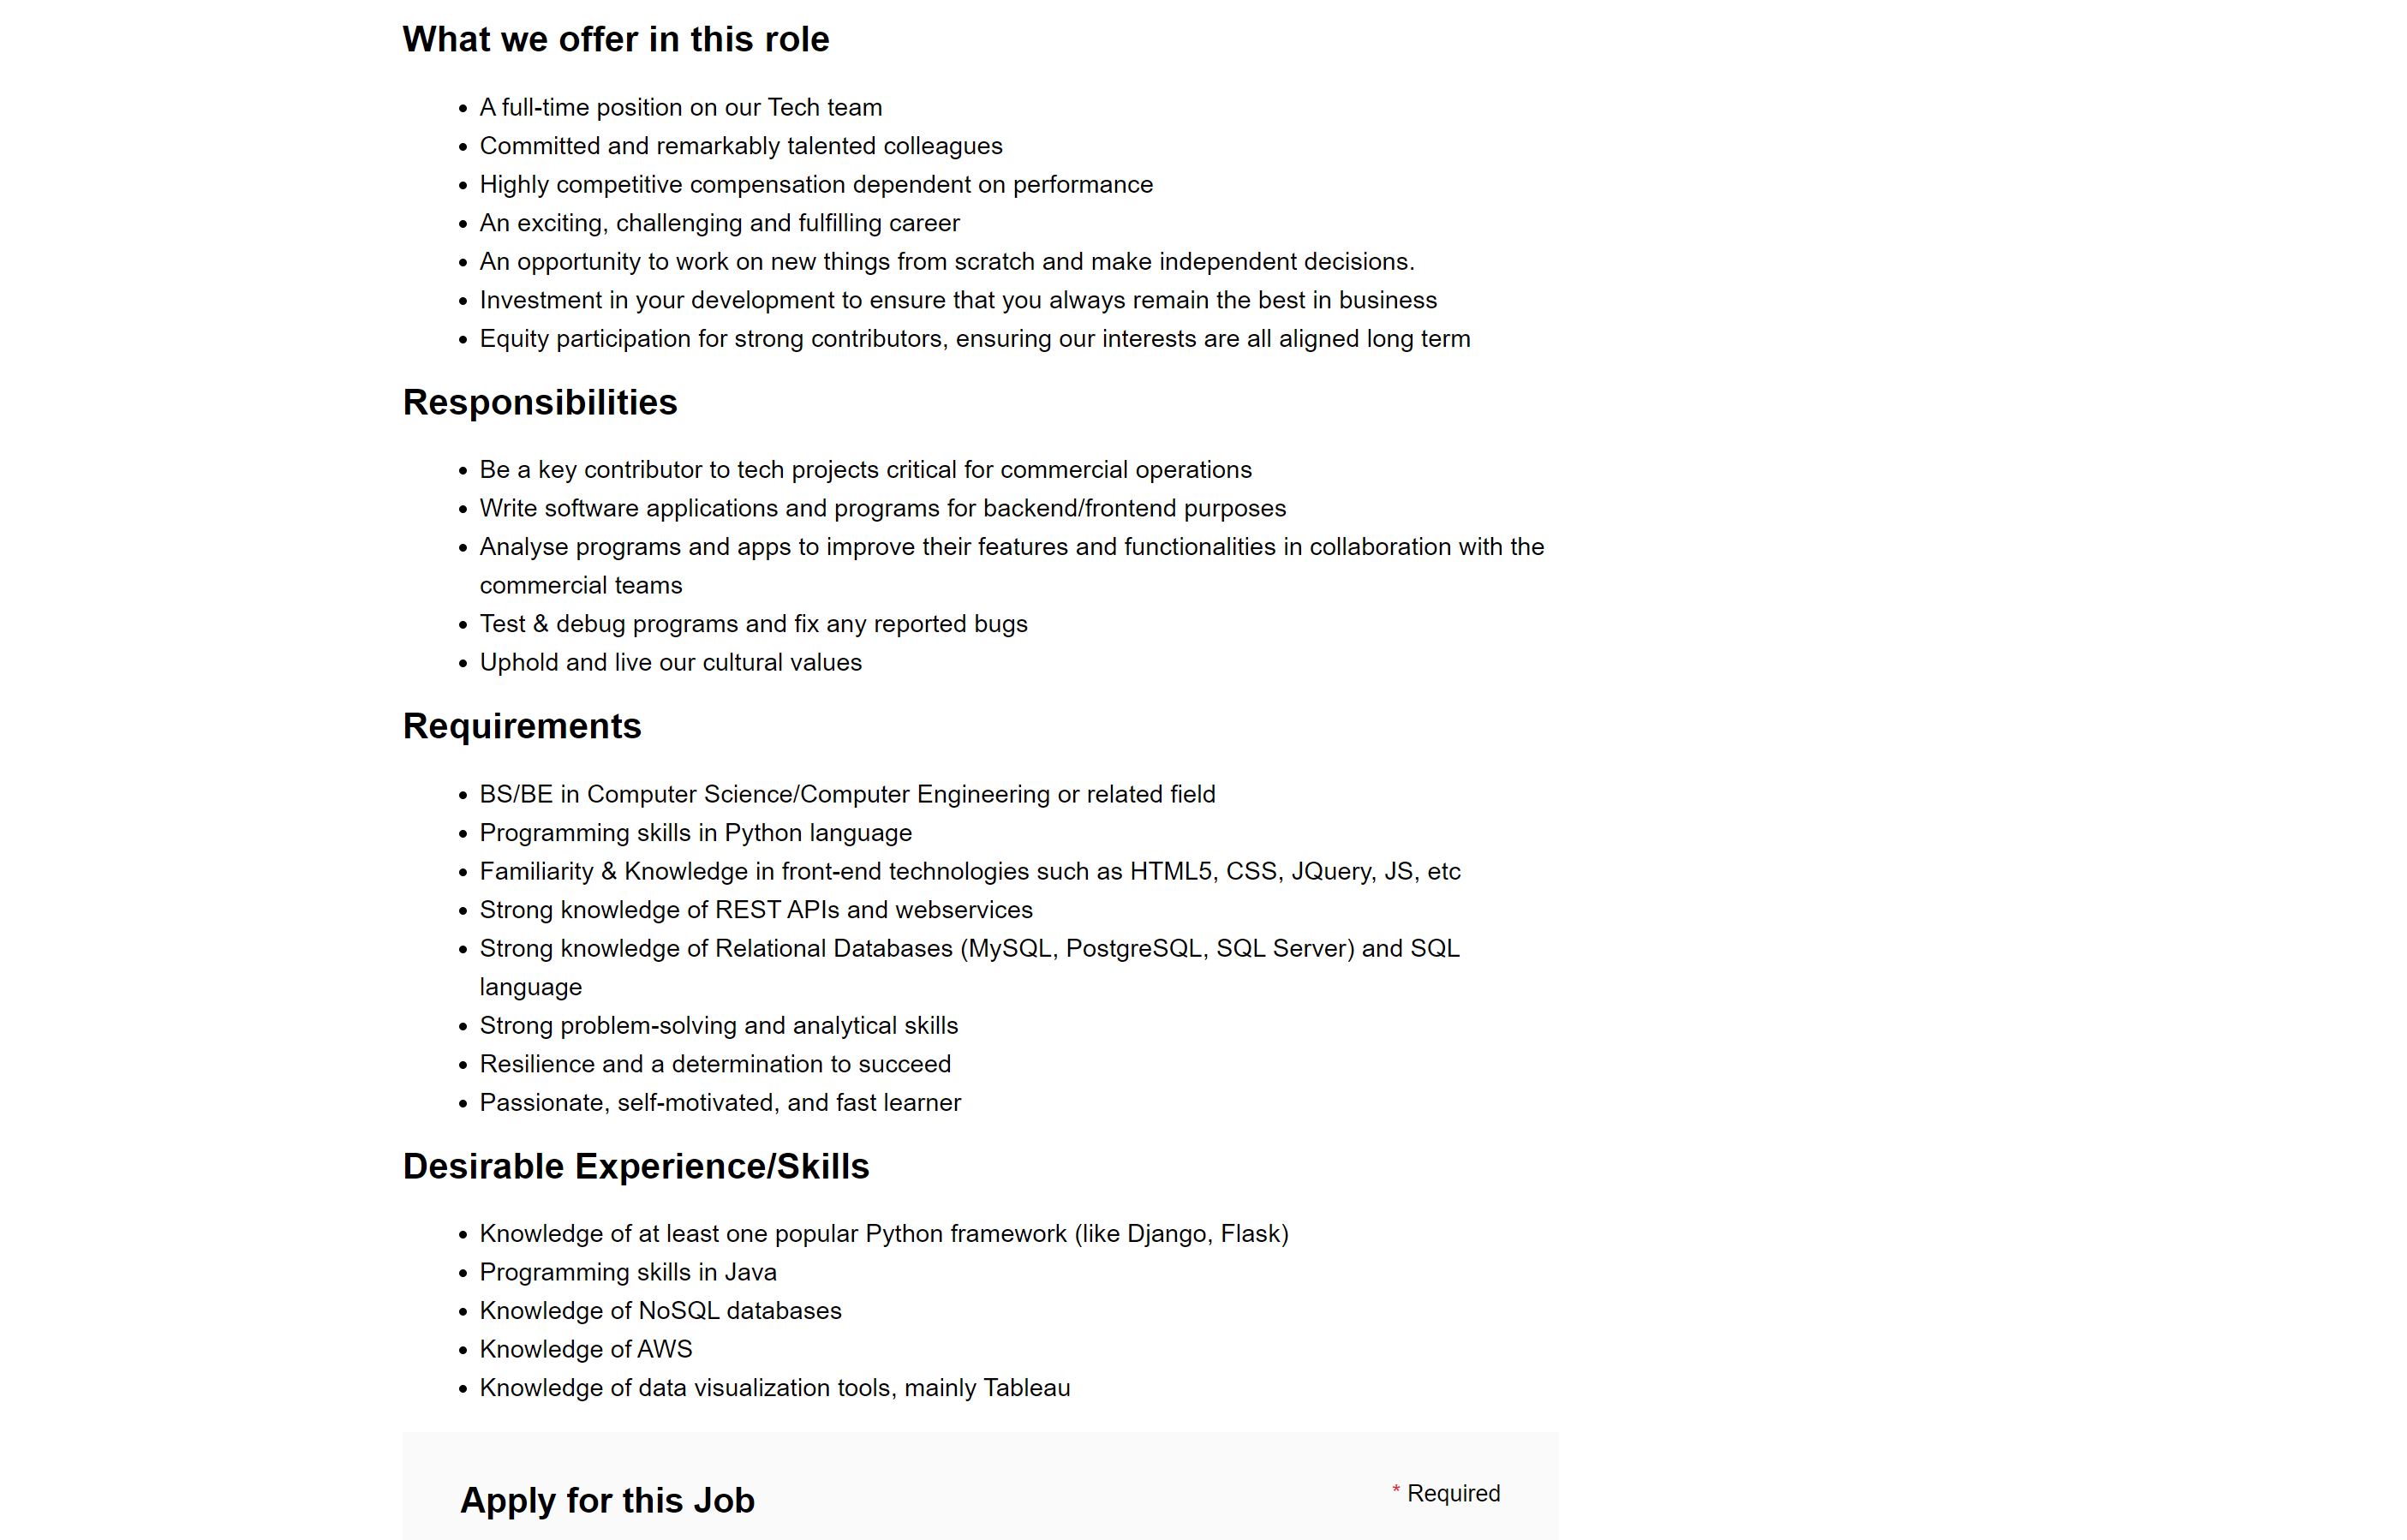 What we offer in this role
• A full-time position on our Tech team
• Committed and remarkably talented colleagues
• Highly competitive compensation dependent on performance
• An exciting, challenging and fulfilling career
• An opportunity to work on new things from scratch and make independent decisions.
• Investment in your development to ensure that you always remain the best in business
• Equity participation for strong contributors, ensuring our interests are all aligned long term
Responsibilities
• Be a key contributor to tech projects critical for commercial operations
• Write software applications and programs for backend/frontend purposes
• Analyse programs and apps to improve their features and functionalities in collaboration with the
commercial teams
• Test & debug programs and fix any reported bugs
• Uphold and live our cultural values
Requirements
• BS/BE in Computer Science/Computer Engineering or related field
• Programming skills in Python language
• Familiarity & Knowledge in front-end technologies such as HTML5, CSS, JQuery, JS, etc
• Strong knowledge of REST APIs and webservices
• Strong knowledge of Relational Databases (MySQL, PostgreSQL, SQL Server) and SQL
language
• Strong problem-solving and analytical skills
• Resilience and a determination to succeed
• Passionate, self-motivated, and fast learner
Desirable Experience/Skills
• Knowledge of at least one popular Python framework (like Django, Flask)
• Programming skills in Java
• Knowledge of NoSQL databases
• Knowledge of AWS
• Knowledge of data visualization tools, mainly Tableau
Apply for this Job
* Required